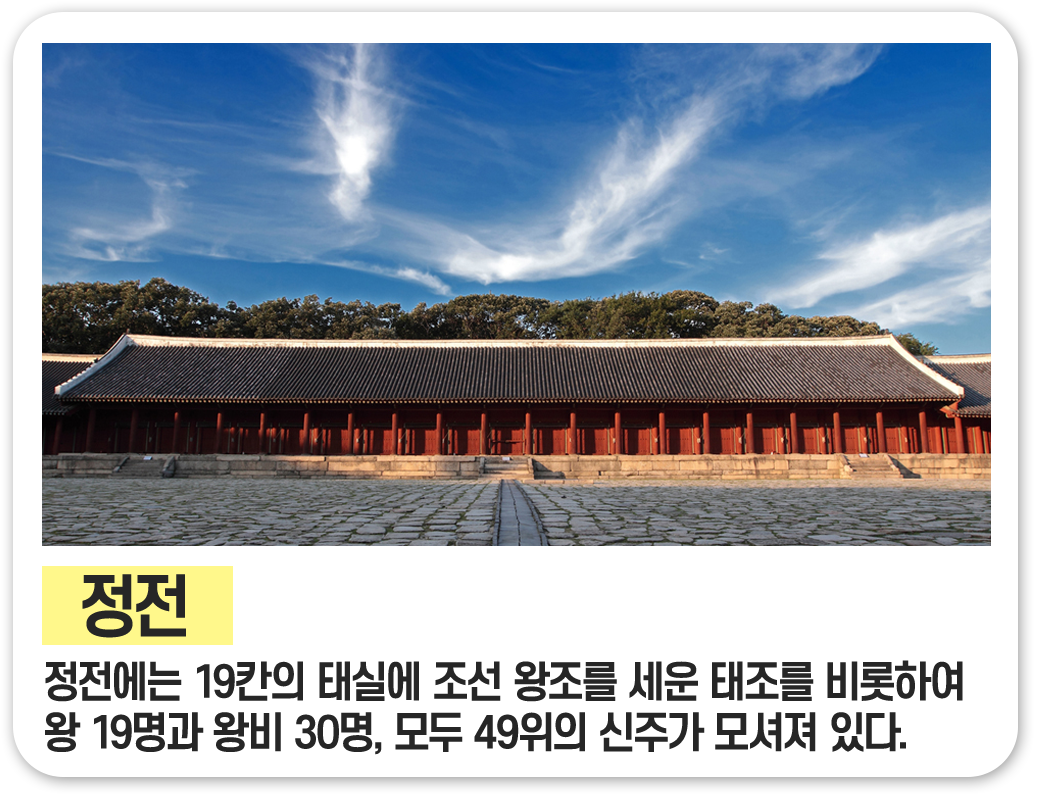 정전
정전에는 19칸의 태실에 조선 왕조를 세운 태조를 비롯하여
왕 19명과 왕비 30명, 모두 49위의 신주가 모셔져 있다.